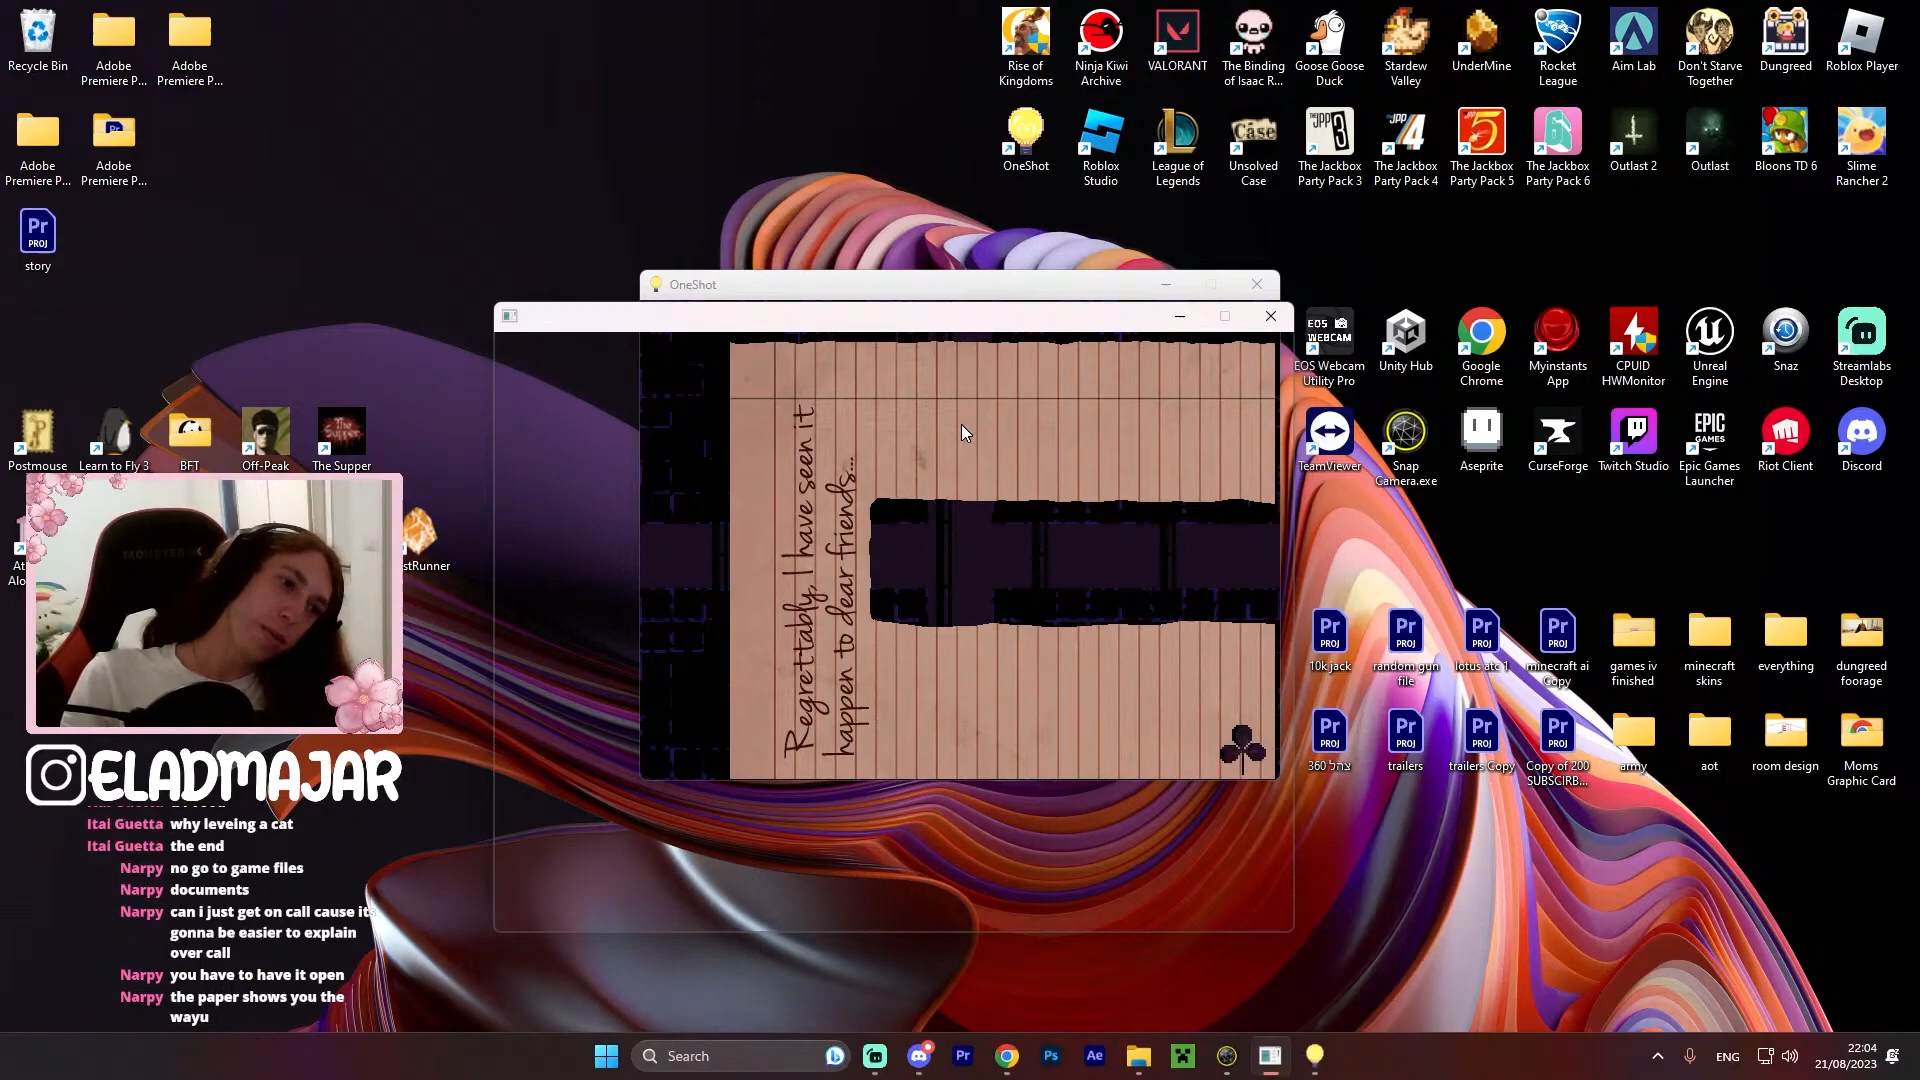 Recycle Bin
Adobe Premiere P...
Adobe Premiere P...
Rise of Kingdoms
Ninja Kiwi Archive
VALORANT
The Binding of Isaac R...
Goose Goose Duck
Stardew Valley
UnderMine
Rocket League
Aim Lab
Don't Starve Together
Dungreed
Roblox Player
Adobe Premiere P...
Adobe Premiere P...
OneShot
Roblox Studio
League of Legends
Unsolved Case
The Jackbox Party Pack 3
The Jackbox Party Pack 4
The Jackbox Party Pack 5
The Jackbox Party Pack 6
Outlast 2
Outlast
Bloons TD 6
Slime Rancher 2
Pr
PROJ
story
OneShot
Regrettably, I have seen it
happen to dear friends...
EOS Webcam Utility Pro
Unity Hub
Google Chrome
Myinstants App
CPUID HWMonitor
Unreal Engine
Snaz
Streamlabs Desktop
Postmouse
Learn to Fly 3
BFT
Off-Peak
The Supper
TeamViewer
Snap Camera.exe
Aseprite
CurseForge
Twitch Studio
Epic Games Launcher
Riot Client
Discord
stRunner
10k jack
random gun file
lotus atc 1
minecraft ai Copy
games iv finished
minecraft skins
everything
dungreed foorage
360 צהל
trailers
trailers Copy
Copy of 200 SUBSCIRB...
army
aot
room design
Moms Graphic Card
ELADMAJAR
Itai Guetta why leveing a cat
Itai Guetta the end
Narpy no go to game files
Narpy documents
Narpy can i just get on call cause its
gonna be easier to explain
over call
Narpy you have to have it open
Narpy the paper shows you the
wayu
Search
ENG
22:04
21/08/2023